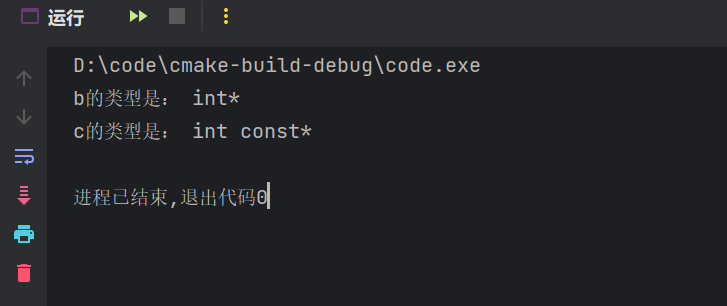 运行
D:\code\cmake-build-debug\code.exe
b的类型是： int*
c的类型是： int const*
进程已结束,退出代码0